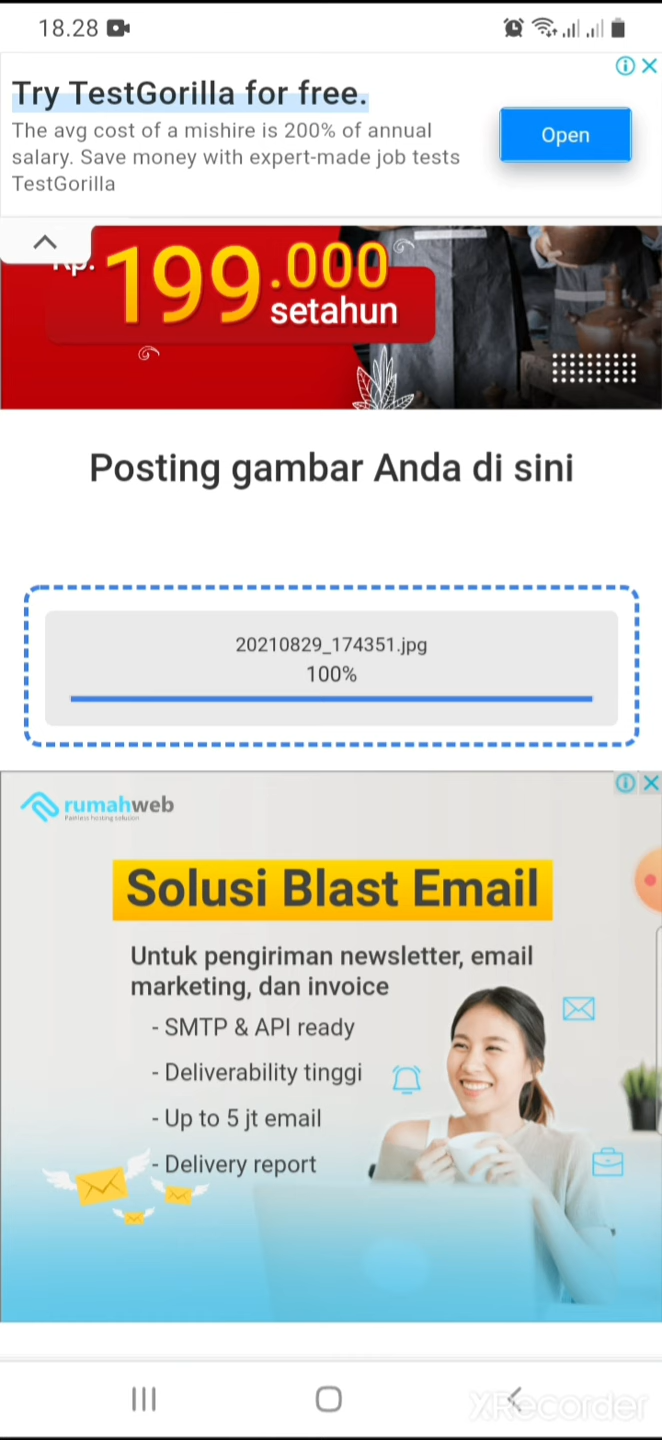 18.28
Try TestGorilla for free.
The avg cost of a mishire is 200% of annual
salary. Save money with expert-made job tests
TestGorilla
Open
Rp. 199.000
setahun
Posting gambar Anda di sini
20210829_174351.jpg
100%
rumahweb
Painless hosting solution
Solusi Blast Email
Untuk pengiriman newsletter, email
marketing, dan invoice
- SMTP & API ready
- Deliverability tinggi
- Up to 5 jt email
- Delivery report
XRecorder